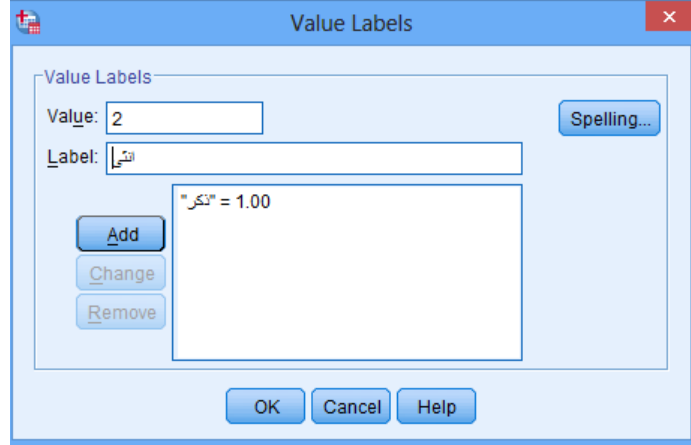 Value Labels
Value Labels
Value: 2
Spelling...
Label: انثى
"ذكر" = 1.00
Add
Change
Remove
OK
Cancel
Help